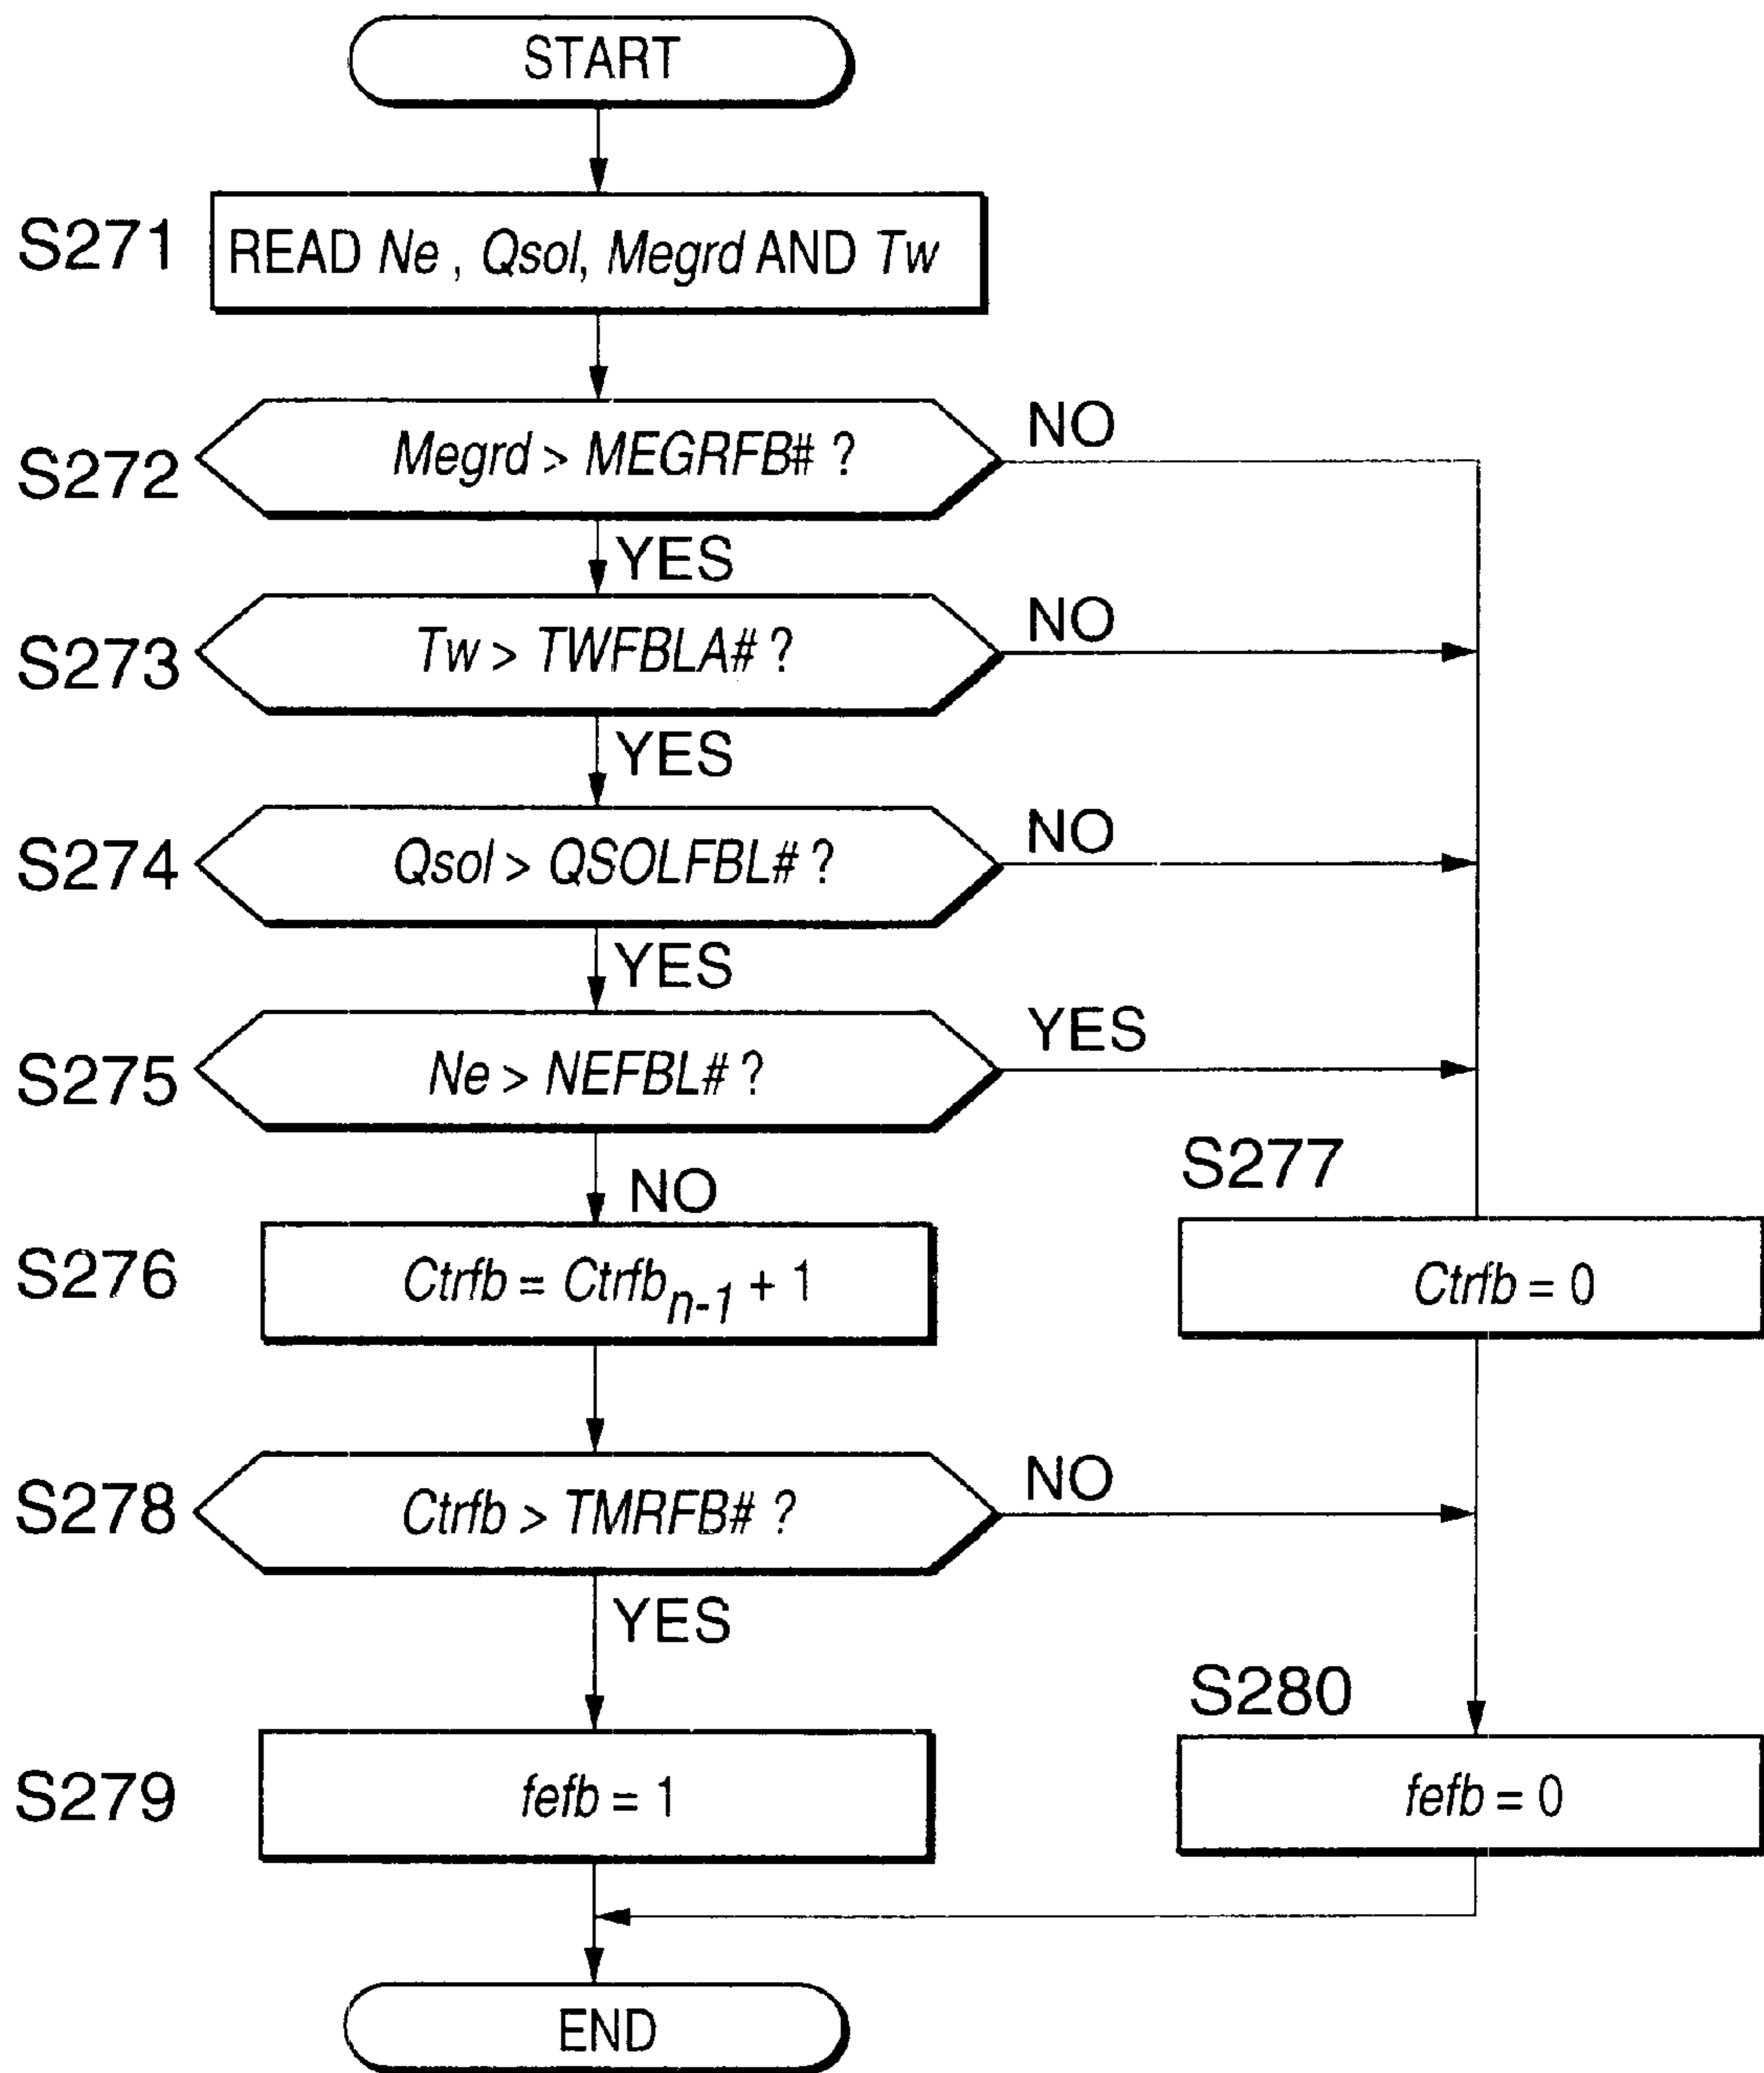 START
S271
READ Ne , Qsol, Megrd AND Tw
S272
Megrd > MEGRFB# ?
NO
YES
S273
Tw > TWFBLA# ?
NO
YES
S274
Qsol > QSOLFBL# ?
NO
YES
S275
Ne > NEFBL# ?
YES
NO
S277
S276
Ctrfb = Ctrfbn-1 + 1
Ctrfb = 0
S278
Ctrfb > TMRFB# ?
NO
YES
S280
S279
fefb = 1
fefb = 0
END